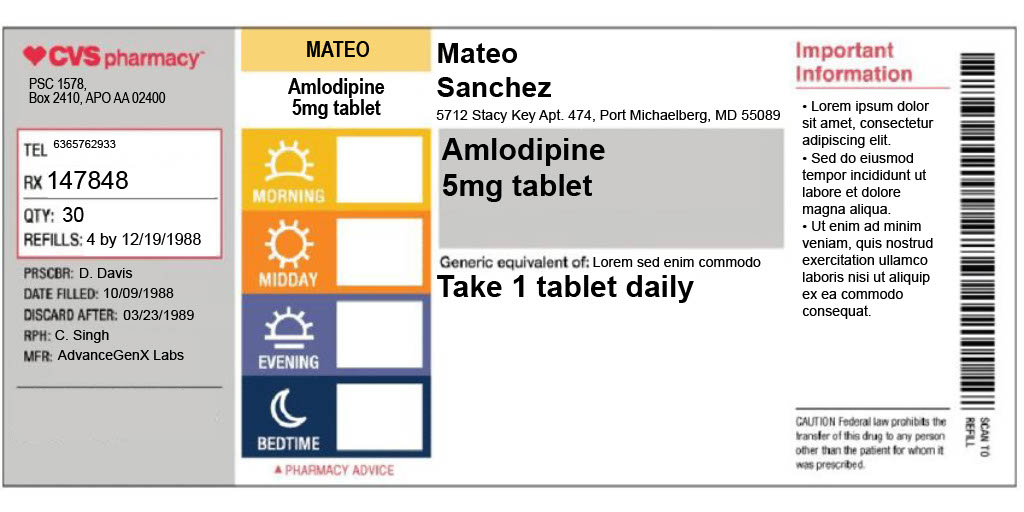 CVS pharmacy
PSC 1578,
Box 2410, APO AA 02400
TEL 6365762933
RX 147848
QTY: 30
REFILLS: 4 by 12/19/1988
PRSCBR: D. Davis
DATE FILLED: 10/09/1988
DISCARD AFTER: 03/23/1989
RPH: C. Singh
MFR: AdvanceGenX Labs
MATEO
Amlodipine
5mg tablet
MORNING
MIDDAY
EVENING
BEDTIME
▲ PHARMACY ADVICE
Mateo
Sanchez
5712 Stacy Key Apt. 474, Port Michaelberg, MD 55089
Amlodipine
5mg tablet
Generic equivalent of: Lorem sed enim commodo
Take 1 tablet daily
Important
Information
• Lorem ipsum dolor
sit amet, consectetur
adipiscing elit.
• Sed do eiusmod
tempor incididunt ut
labore et dolore
magna aliqua.
• Ut enim ad minim
veniam, quis nostrud
exercitation ullamco
laboris nisi ut aliquip
ex ea commodo
consequat.
CAUTION Federal law prohibits the
transfer of this drug to any person
other than the patient for whom it
was prescribed.
SCAN TO
REFILL